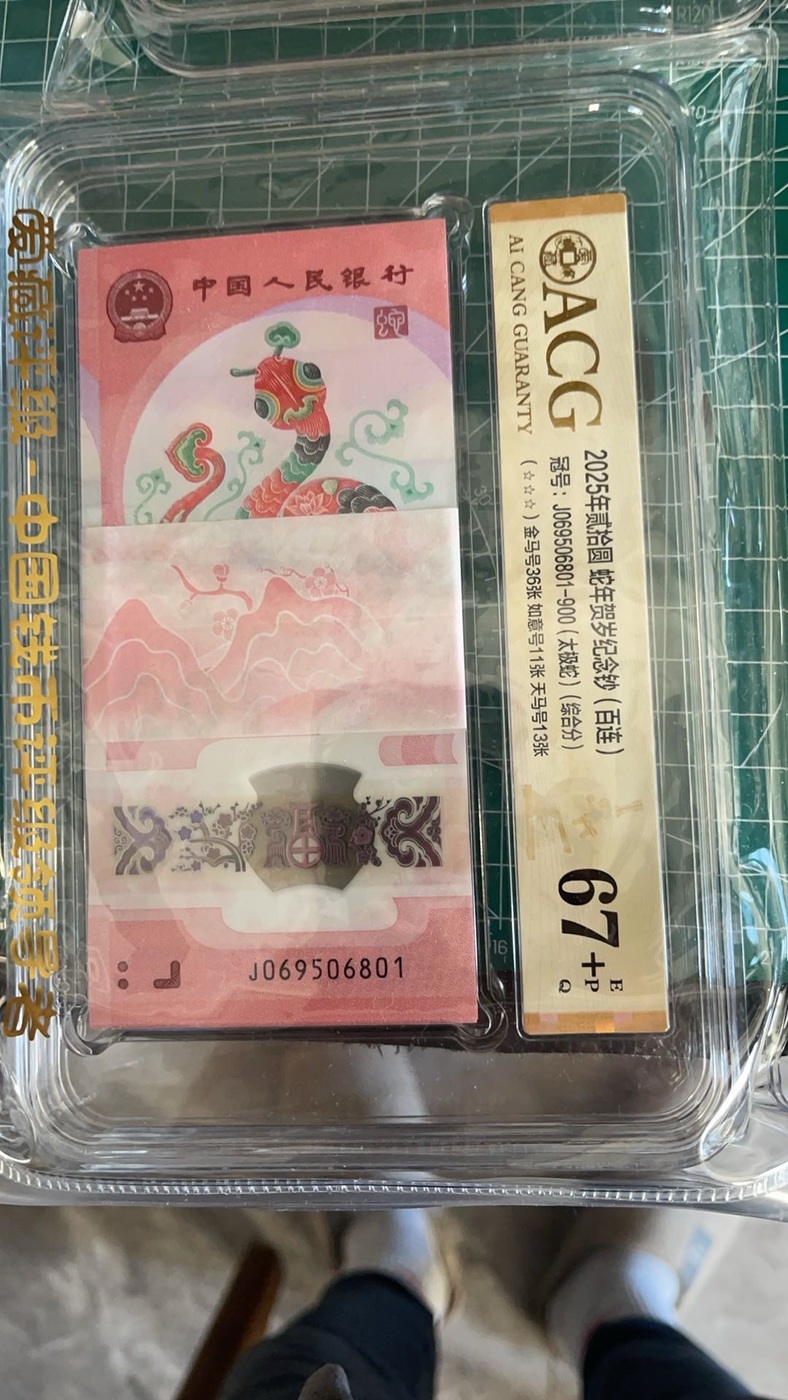 爱藏评级-中国钱币评级领导者
中国人民银行
J069506801
ACG
AI CANG GUARANTY
2025年贰拾圆 蛇年贺岁纪念钞（百连）
冠号：J069506801-900（太极蛇）（综合分）
（☆☆☆）金马号36张 如意号11张 天马号13张
67+
E
P
Q
16